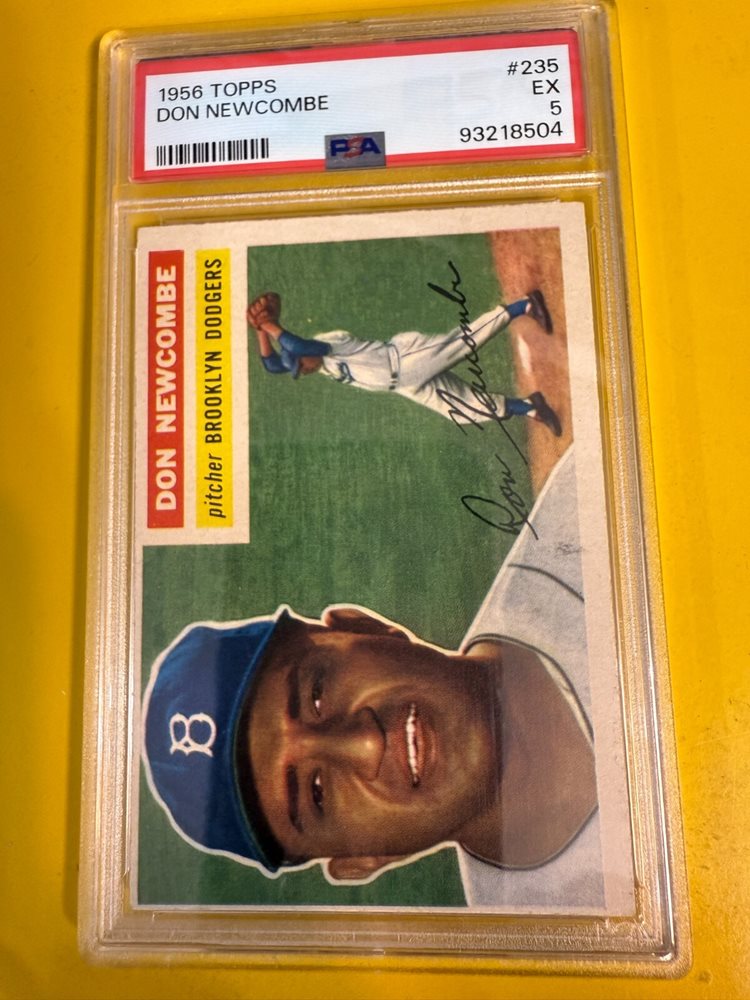 1956 TOPPS
DON NEWCOMBE
#235
EX
5
93218504
PSA
DON NEWCOMBE
pitcher BROOKLYN DODGERS
Don Newcombe
B